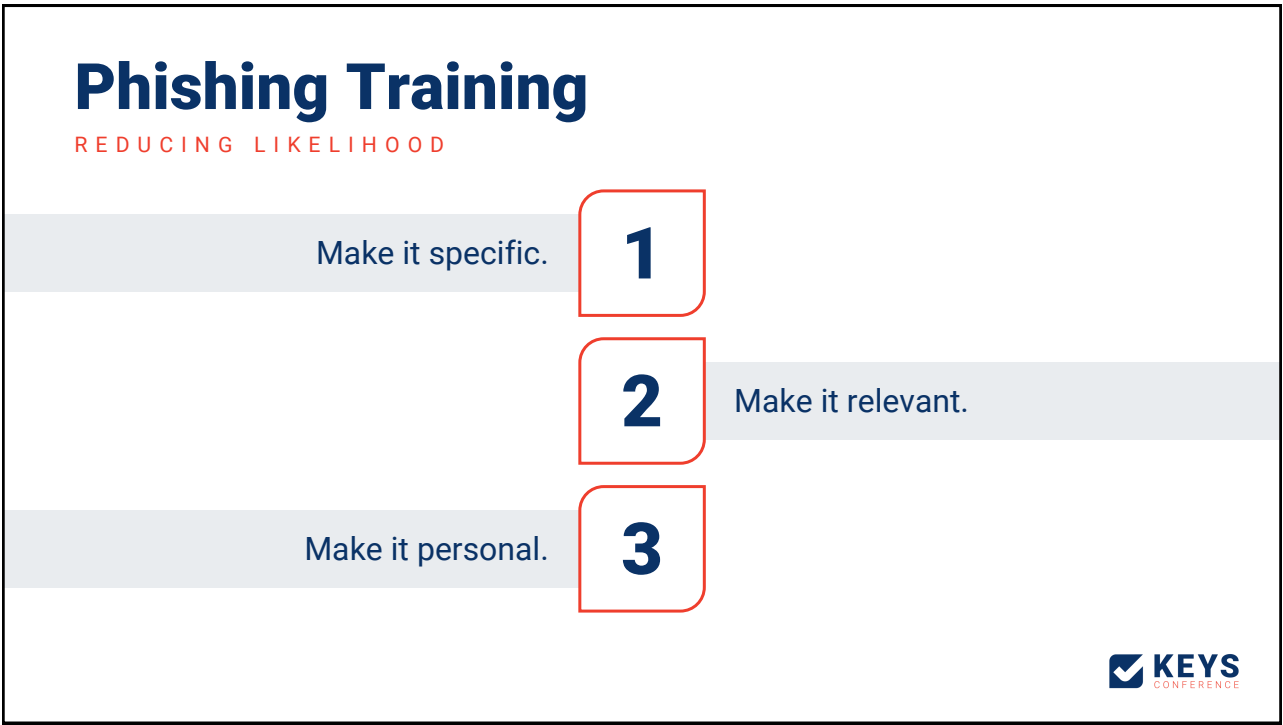 Phishing Training
REDUCING LIKELIHOOD
Make it specific.
1
2
Make it relevant.
Make it personal.
3
KEYS
CONFERENCE